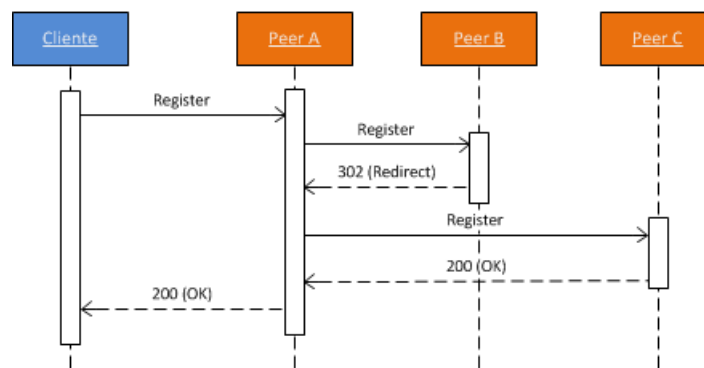 Cliente
Peer A
Peer B
Peer C
Register
Register
302 (Redirect)
Register
200 (OK)
200 (OK)